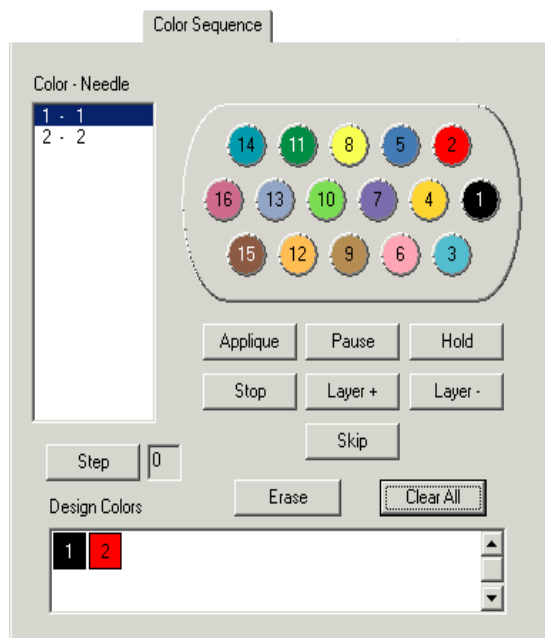 Color Sequence
Color - Needle
1 - 1
2 - 2
14 11 8 5 2
16 13 10 7 4 1
15 12 9 6 3
Applique Pause Hold
Stop Layer + Layer -
Skip
Step 0
Erase Clear All
Design Colors
1 2